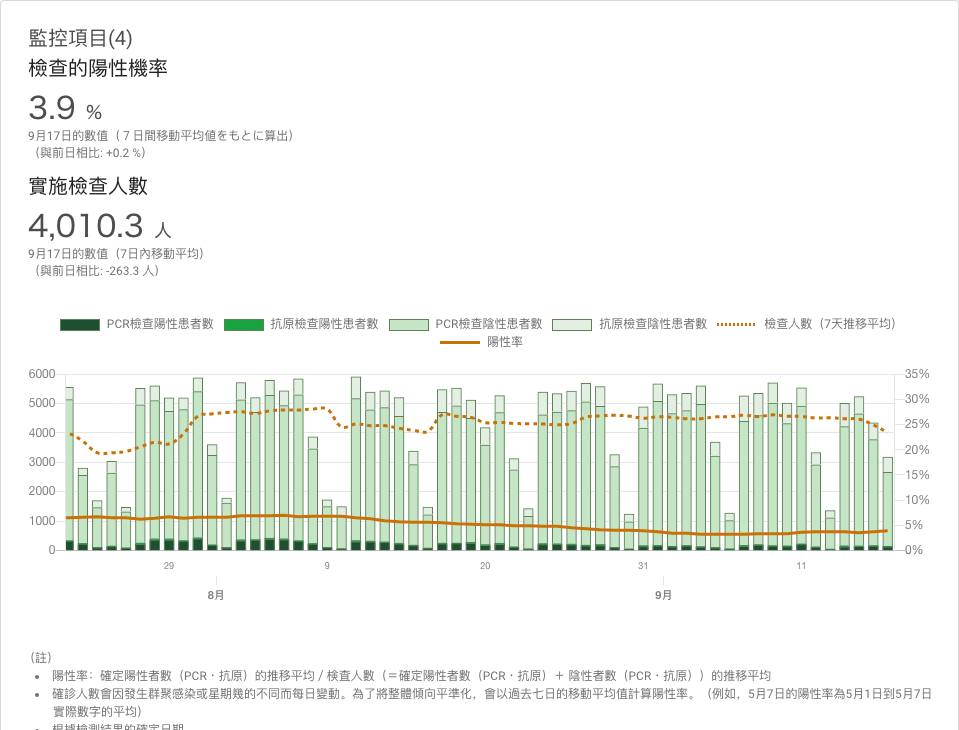 監控項目(4)
檢查的陽性機率
3.9 %
9月17日的數值（７日間移動平均値をもとに算出）
（與前日相比: +0.2 %）
實施檢查人數
4,010.3 人
9月17日的數值（7日內移動平均）
（與前日相比: -263.3 人）
PCR檢查陽性患者數 抗原檢查陽性患者數 PCR檢查陰性患者數 抗原檢查陰性患者數 檢查人數（7天推移平均）
陽性率
6000 35%
5000 30%
4000 25%
3000 20%
2000 15%
1000 10%
0 5%
0%
29 9 20 31 11
8月 9月
（註）
陽性率：確定陽性者數（PCR・抗原）的推移平均 / 検査人數（＝確定陽性者數（PCR・抗原）＋ 陰性者數（PCR・抗原））的推移平均
確診人數會因發生群聚感染或星期幾的不同而每日變動。為了將整體傾向平準化，會以過去七日的移動平均值計算陽性率。（例如，5月7日的陽性率為5月1日到5月7日
實際數字的平均）
根據檢測結果的確定日期